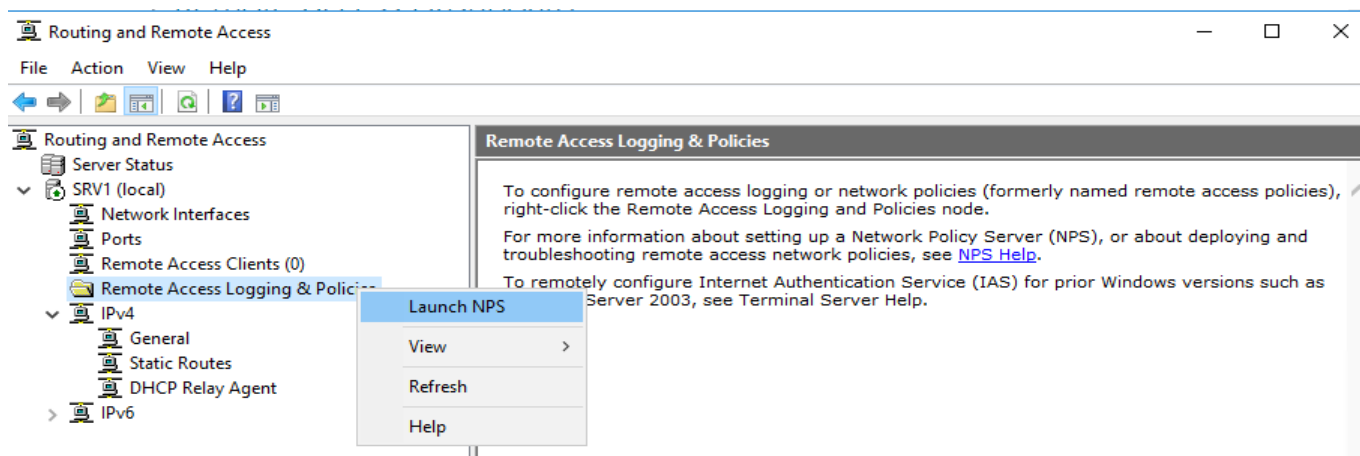 Routing and Remote Access
File Action View Help
Routing and Remote Access
Server Status
SRV1 (local)
Network Interfaces
Ports
Remote Access Clients (0)
Remote Access Logging & Policies
IPv4
General
Static Routes
DHCP Relay Agent
IPv6
Launch NPS
View
Refresh
Help
Remote Access Logging & Policies
To configure remote access logging or network policies (formerly named remote access policies),
right-click the Remote Access Logging and Policies node.
For more information about setting up a Network Policy Server (NPS), or about deploying and
troubleshooting remote access network policies, see NPS Help.
To remotely configure Internet Authentication Service (IAS) for prior Windows versions such as
Server 2003, see Terminal Server Help.